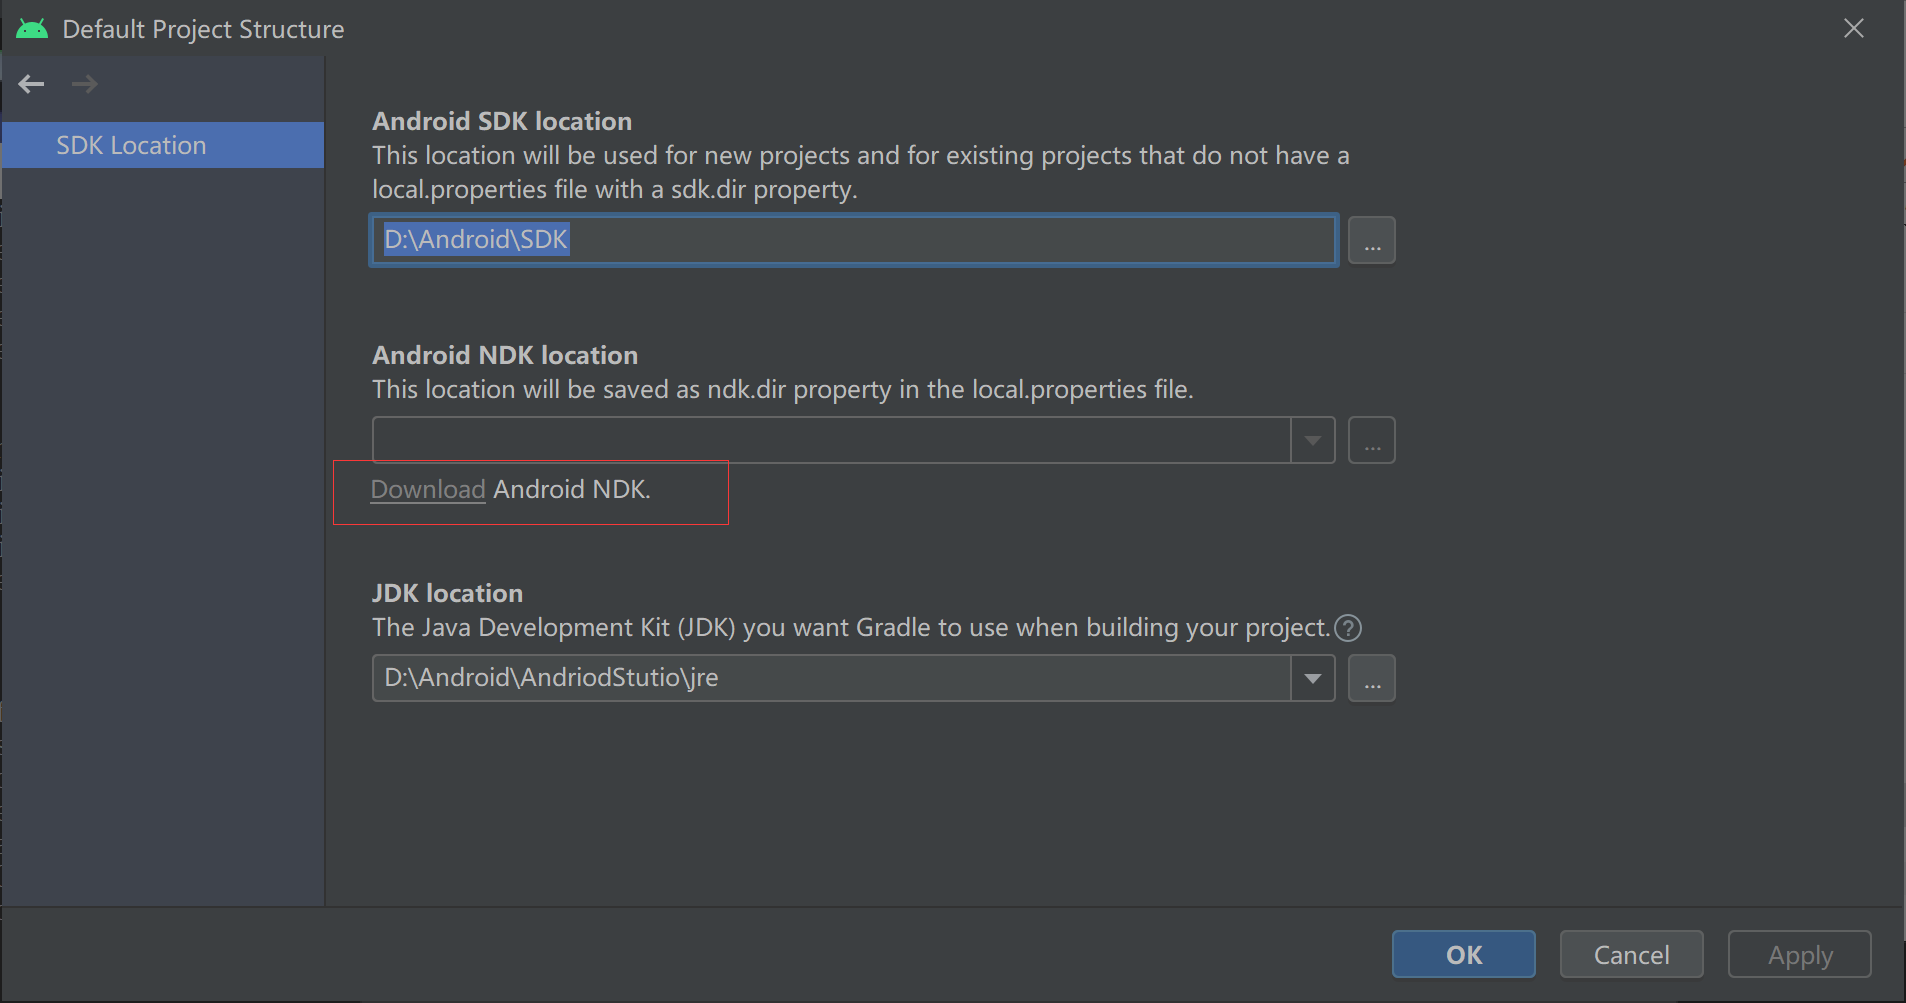 Default Project Structure
SDK Location
Android SDK location
This location will be used for new projects and for existing projects that do not have a
local.properties file with a sdk.dir property.
D:\Android\SDK
...
Android NDK location
This location will be saved as ndk.dir property in the local.properties file.
...
Download Android NDK.
JDK location
The Java Development Kit (JDK) you want Gradle to use when building your project. ?
D:\Android\AndriodStutio\jre
...
OK
Cancel
Apply